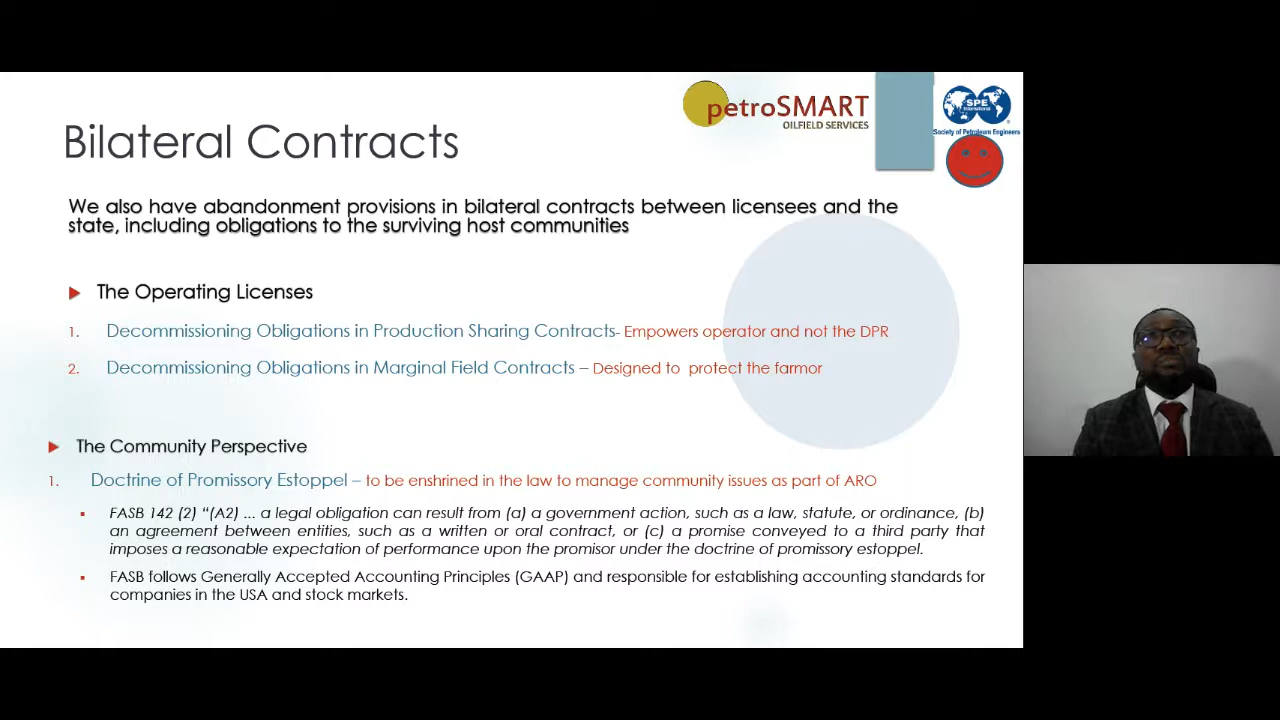 petroSMART
OILFIELD SERVICES
SPE
International
Society of Petroleum Engineers
Bilateral Contracts
We also have abandonment provisions in bilateral contracts between licensees and the
state, including obligations to the surviving host communities
The Operating Licenses
1. Decommissioning Obligations in Production Sharing Contracts- Empowers operator and not the DPR
2. Decommissioning Obligations in Marginal Field Contracts – Designed to protect the farmor
The Community Perspective
1. Doctrine of Promissory Estoppel – to be enshrined in the law to manage community issues as part of ARO
▪ FASB 142 (2) “(A2) ... a legal obligation can result from (a) a government action, such as a law, statute, or ordinance, (b)
an agreement between entities, such as a written or oral contract, or (c) a promise conveyed to a third party that
imposes a reasonable expectation of performance upon the promisor under the doctrine of promissory estoppel.
▪ FASB follows Generally Accepted Accounting Principles (GAAP) and responsible for establishing accounting standards for
companies in the USA and stock markets.